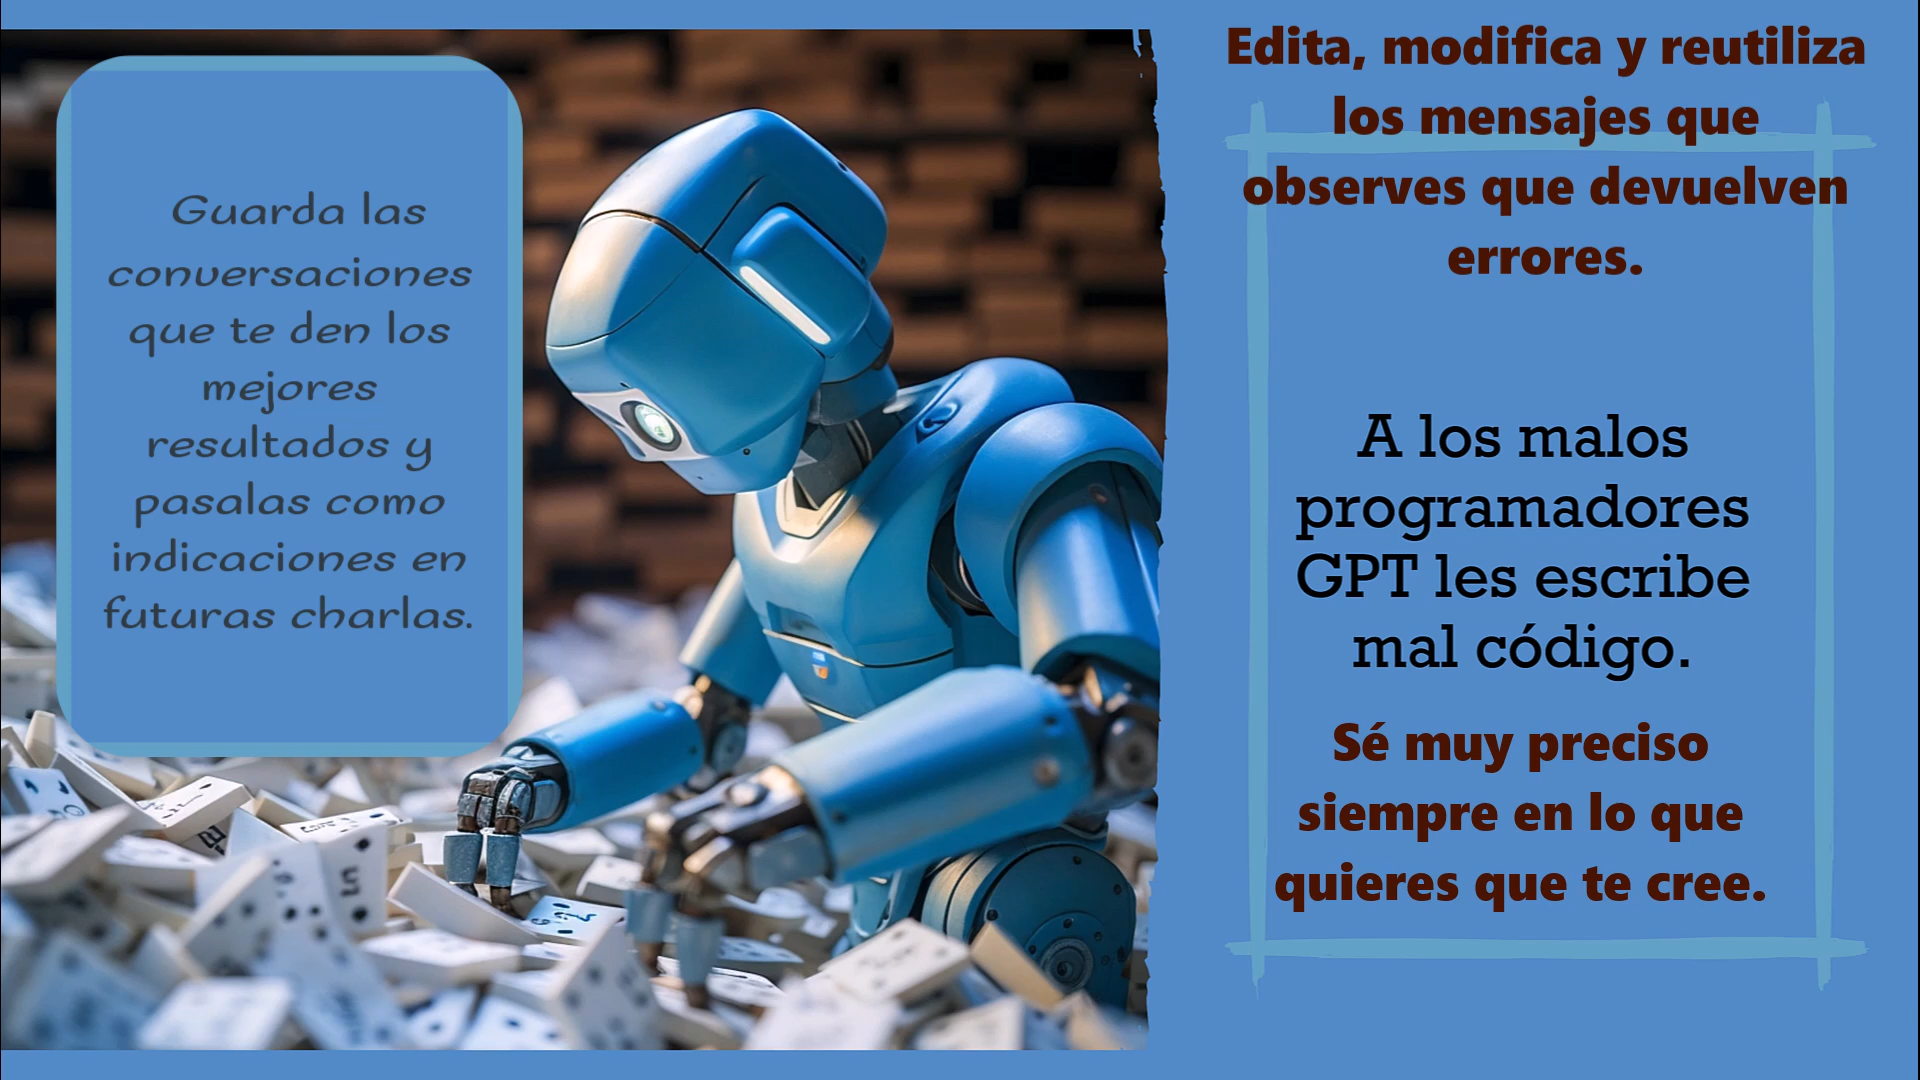 Guarda las
conversaciones
que te den los
mejores
resultados y
pasalas como
indicaciones en
futuras charlas.
Edita, modifica y reutiliza
los mensajes que
observes que devuelven
errores.
A los malos
programadores
GPT les escribe
mal código.
Sé muy preciso
siempre en lo que
quieres que te cree.